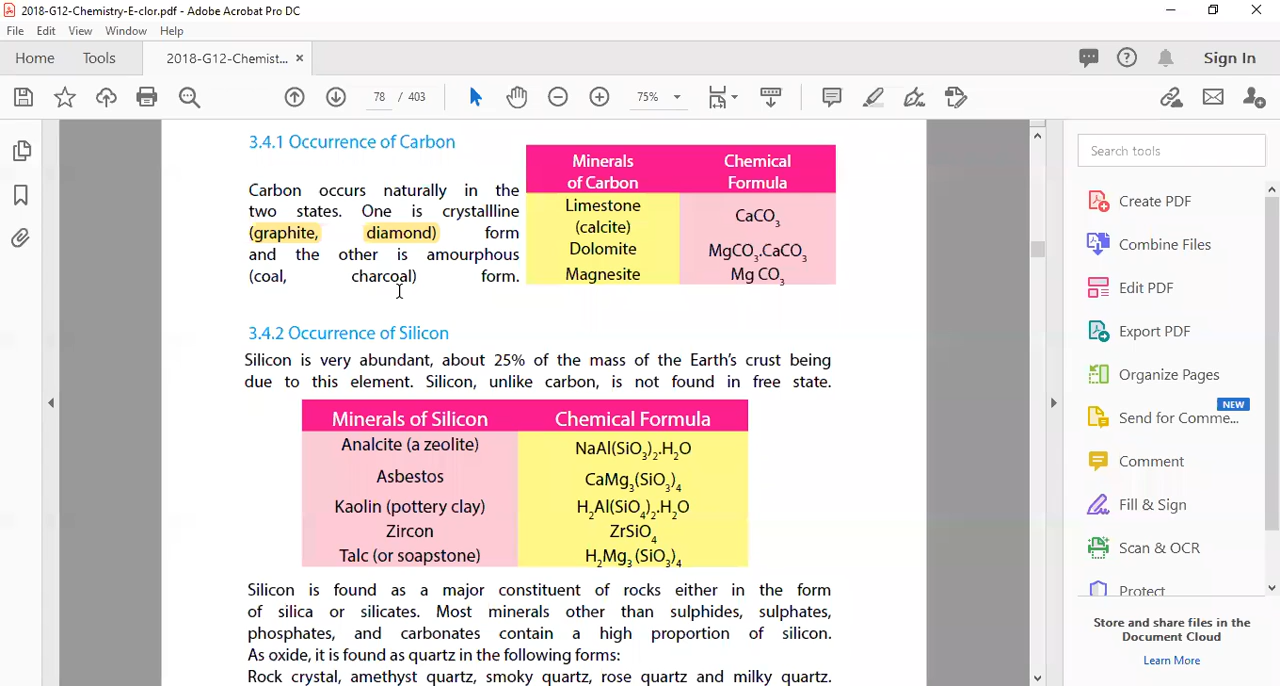 2018-G12-Chemistry-E-clor.pdf - Adobe Acrobat Pro DC
File Edit View Window Help
Home Tools 2018-G12-Chemist... × Sign In
78 / 403 75%
3.4.1 Occurrence of Carbon
Carbon occurs naturally in the
two states. One is crystallline
(graphite, diamond) form
and the other is amourphous
(coal, charcoal) form.
Minerals of Carbon Chemical Formula
Limestone (calcite) CaCO3
Dolomite MgCO3.CaCO3
Magnesite Mg CO3
3.4.2 Occurrence of Silicon
Silicon is very abundant, about 25% of the mass of the Earth's crust being
due to this element. Silicon, unlike carbon, is not found in free state.
Minerals of Silicon Chemical Formula
Analcite (a zeolite) NaAl(SiO3)2.H2O
Asbestos CaMg3(SiO3)4
Kaolin (pottery clay) H2Al(SiO4)2.H2O
Zircon ZrSiO4
Talc (or soapstone) H2Mg3 (SiO3)4
Silicon is found as a major constituent of rocks either in the form
of silica or silicates. Most minerals other than sulphides, sulphates,
phosphates, and carbonates contain a high proportion of silicon.
As oxide, it is found as quartz in the following forms:
Rock crystal, amethyst quartz, smoky quartz, rose quartz and milky quartz.
Search tools
Create PDF
Combine Files
Edit PDF
Export PDF
Organize Pages
NEW
Send for Comme...
Comment
Fill & Sign
Scan & OCR
Protect
Store and share files in the
Document Cloud
Learn More